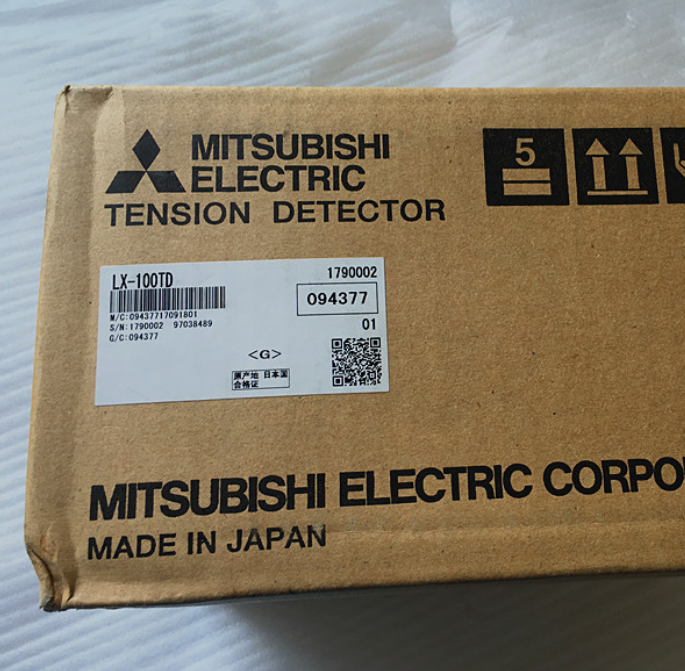 MITSUBISHI
ELECTRIC
TENSION DETECTOR
5
LX-100TD
1790002
094377
M/C:09437717091801
S/N:1790002 97038489
G/C:094377
01
<G>
原产地 日本国
合格证
MITSUBISHI ELECTRIC CORPO
MADE IN JAPAN